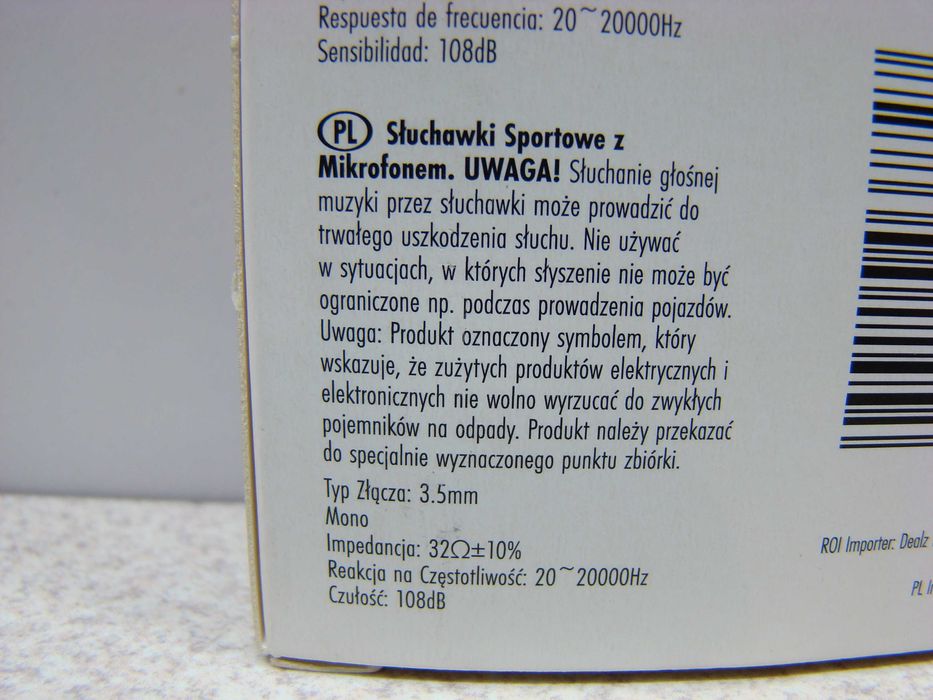 Respuesta de frecuencia: 20~20000Hz
Sensibilidad: 108dB
PL Słuchawki Sportowe z
Mikrofonem. UWAGA! Słuchanie głośnej
muzyki przez słuchawki może prowadzić do
trwałego uszkodzenia słuchu. Nie używać
w sytuacjach, w których słyszenie nie może być
ograniczone np. podczas prowadzenia pojazdów.
Uwaga: Produkt oznaczony symbolem, który
wskazuje, że zużytych produktów elektrycznych i
elektronicznych nie wolno wyrzucać do zwykłych
pojemników na odpady. Produkt należy przekazać
do specjalnie wyznaczonego punktu zbiórki.
Typ Złącza: 3.5mm
Mono
Impedancja: 32Ω±10%
Reakcja na Częstotliwość: 20~20000Hz
Czułość: 108dB
ROI Importer: Dealz
PL